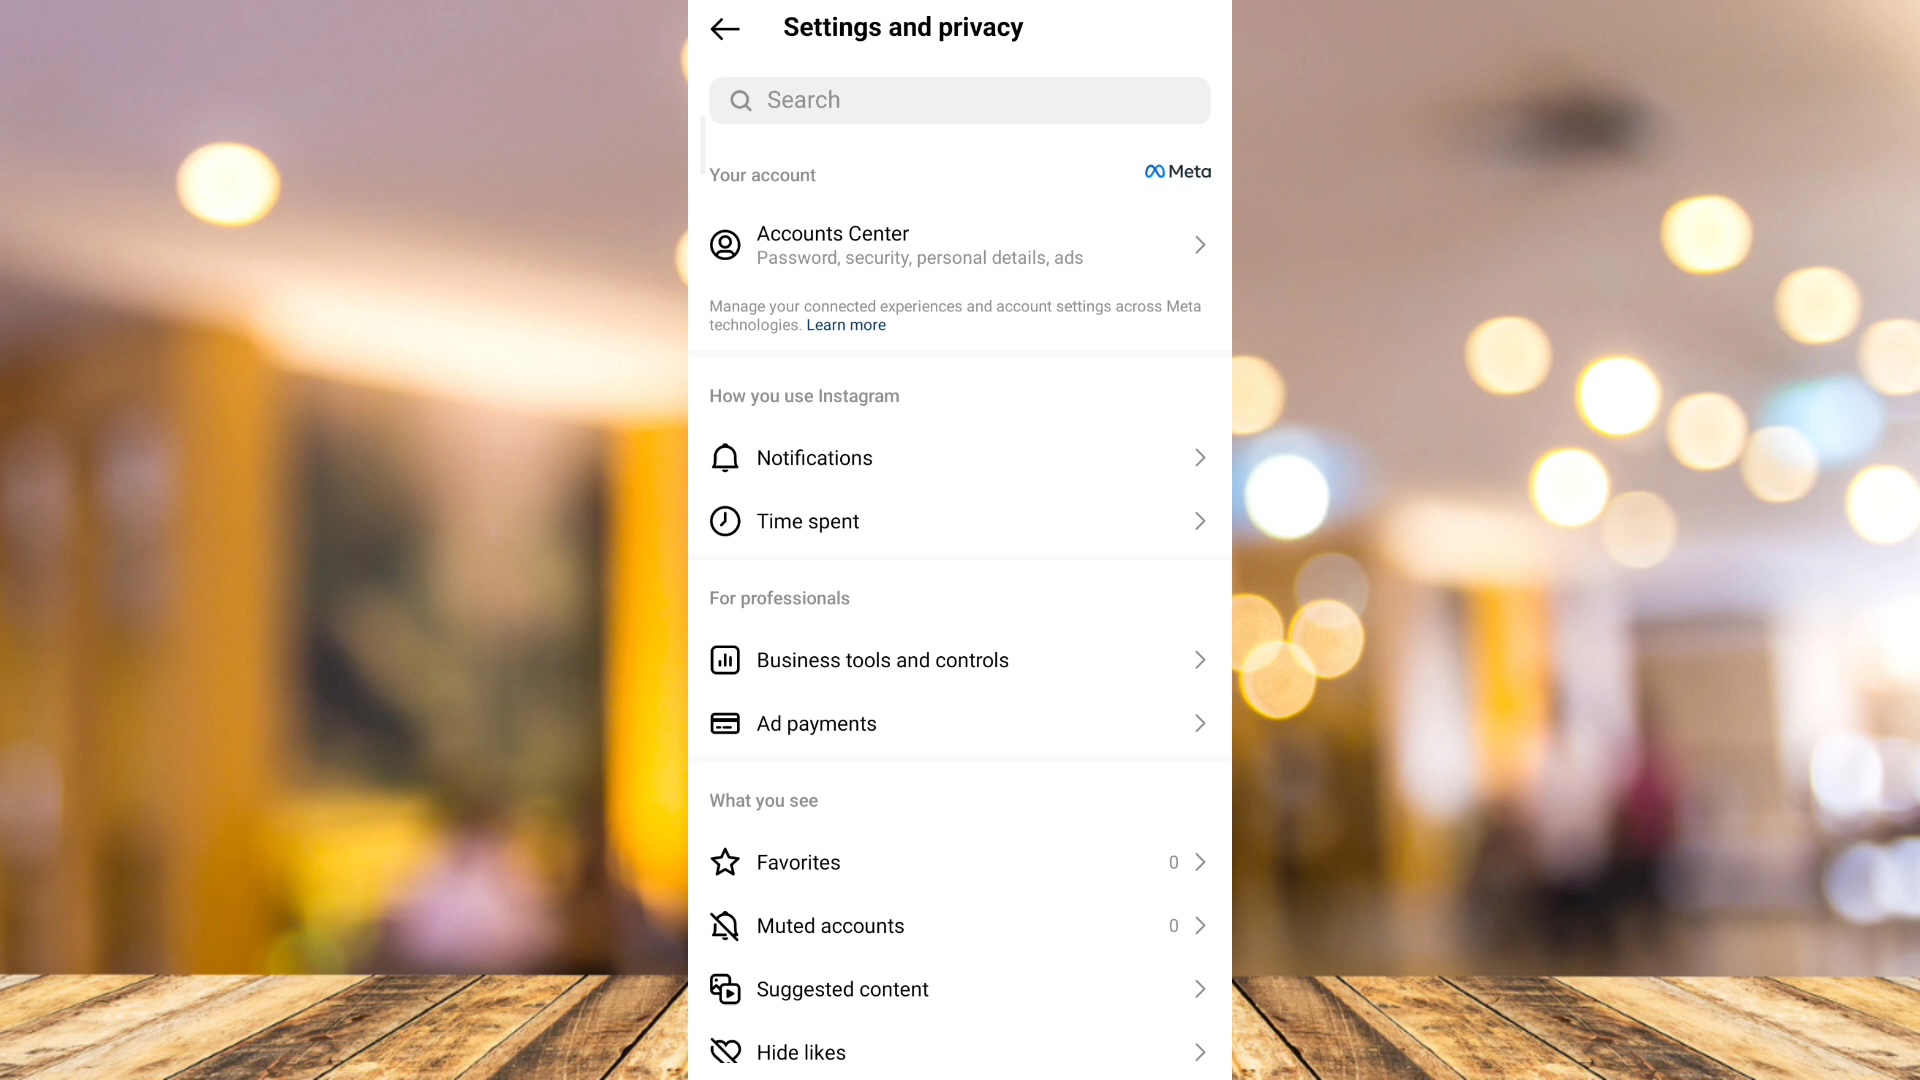 Settings and privacy
Search
Your account
Meta
Accounts Center
Password, security, personal details, ads
Manage your connected experiences and account settings across Meta
technologies. Learn more
How you use Instagram
Notifications
Time spent
For professionals
Business tools and controls
Ad payments
What you see
Favorites 0
Muted accounts 0
Suggested content
Hide likes